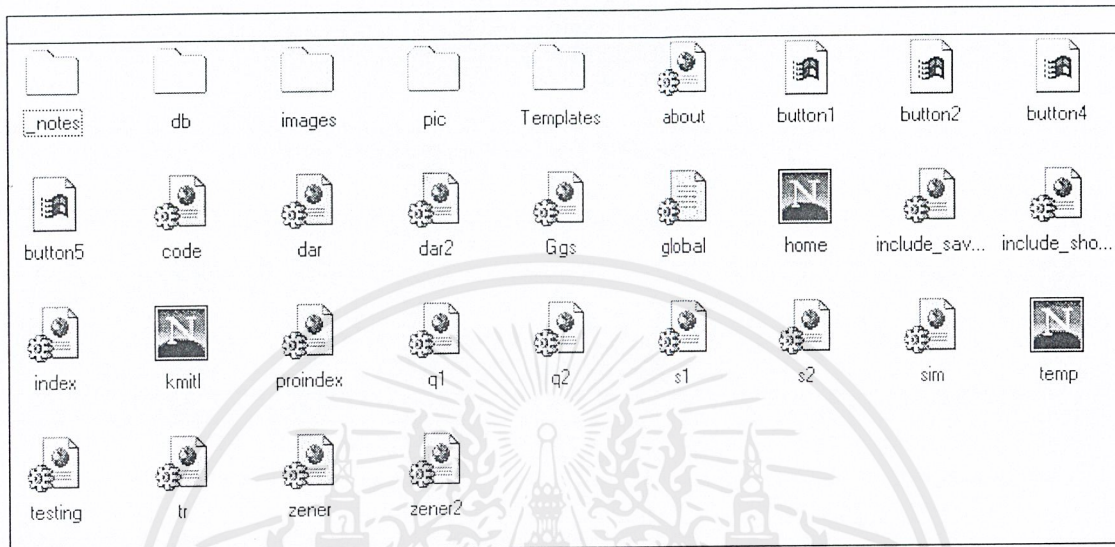 _notes db images pic Templates about button1 button2 button4
button5 code dar dar2 Ggs global home include_sav... include_sho...
index kmitl proindex q1 q2 s1 s2 sim temp
testing tr zener zener2